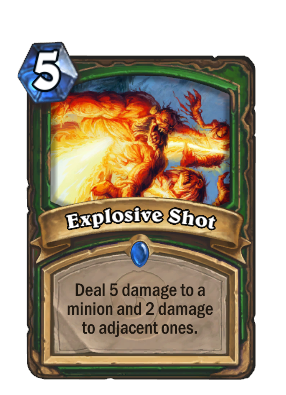 5
Explosive Shot
Deal 5 damage to a
minion and 2 damage
to adjacent ones.